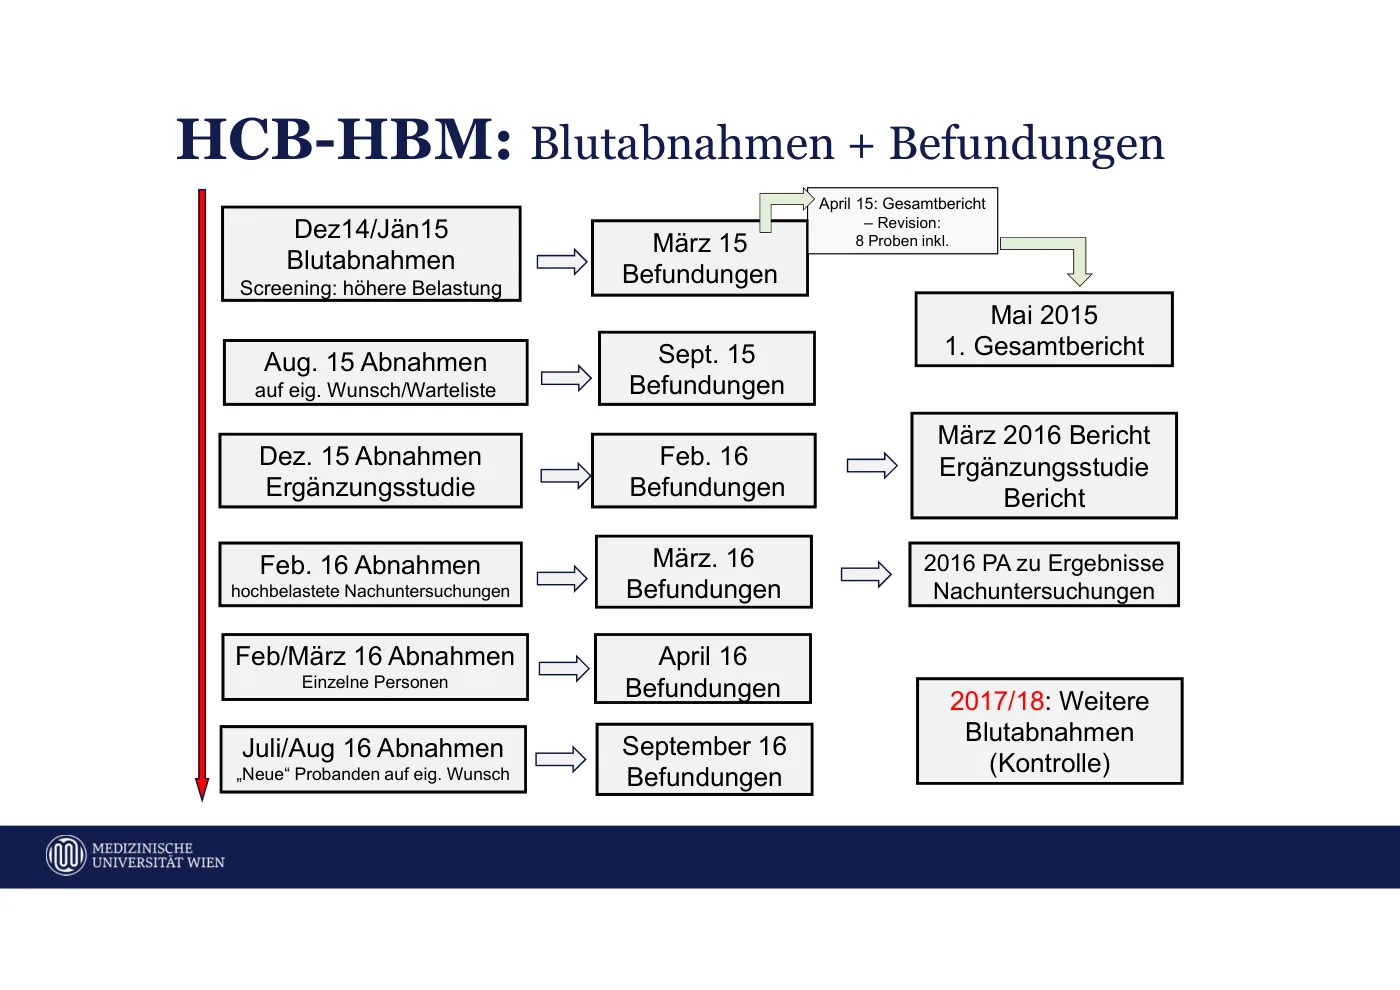 HCB-HBM: Blutabnahmen + Befundungen
Dez14/Jän15
Blutabnahmen
Screening: höhere Belastung
März 15
Befundungen
April 15: Gesamtbericht
– Revision:
8 Proben inkl.
Mai 2015
1. Gesamtbericht
Aug. 15 Abnahmen
auf eig. Wunsch/Warteliste
Sept. 15
Befundungen
Dez. 15 Abnahmen
Ergänzungsstudie
Feb. 16
Befundungen
März 2016 Bericht
Ergänzungsstudie
Bericht
Feb. 16 Abnahmen
hochbelastete Nachuntersuchungen
März. 16
Befundungen
2016 PA zu Ergebnisse
Nachuntersuchungen
Feb/März 16 Abnahmen
Einzelne Personen
April 16
Befundungen
Juli/Aug 16 Abnahmen
„Neue“ Probanden auf eig. Wunsch
September 16
Befundungen
2017/18: Weitere
Blutabnahmen
(Kontrolle)
MEDIZINISCHE
UNIVERSITÄT WIEN